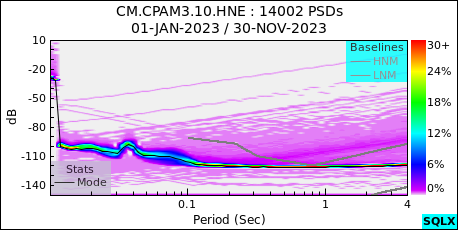 CM.CPAM3.10.HNE : 14002 PSDs
01-JAN-2023 / 30-NOV-2023
dB
10
-20
-50
-80
-110
-140
Baselines
HNM
LNM
Stats
Mode
30+
24%
18%
12%
6%
0%
0.1
1
4
Period (Sec)
SQLX